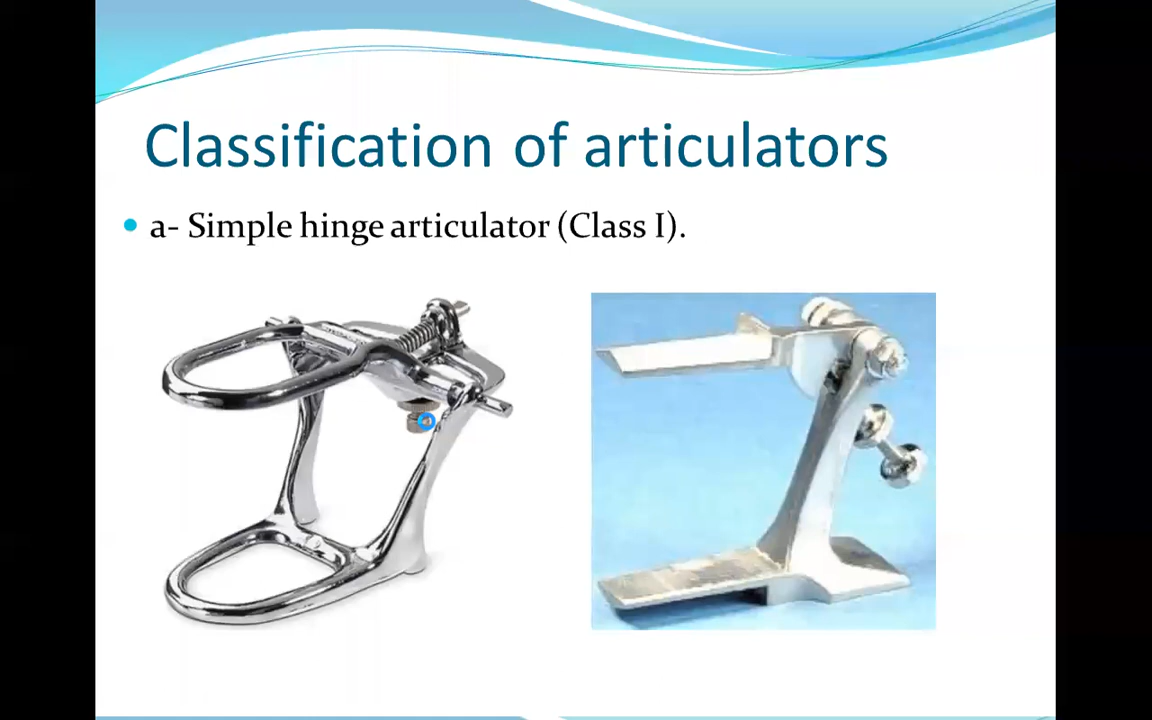 Classification of articulators
a- Simple hinge articulator (Class I).